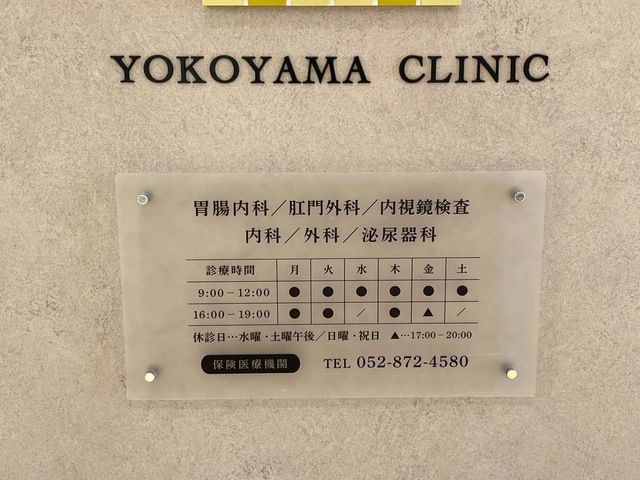 YOKOYAMA CLINIC
胃腸内科／肛門外科／内視鏡検査
内科／外科／泌尿器科
診療時間 月 火 水 木 金 土
9:00－12:00 ● ● ● ● ● ●
16:00－19:00 ● ● ／ ● ▲ ／
休診日…水曜・土曜午後／日曜・祝日 ▲…17:00－20:00
保険医療機関 TEL 052-872-4580